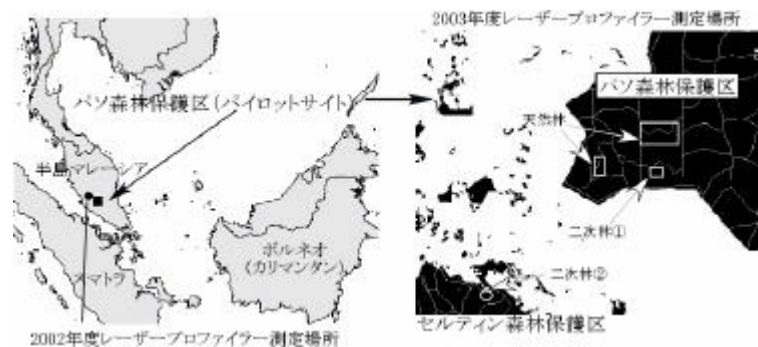 2003年度レーザープロファイラー測定場所
パソ森林保護区(パイロットサイト)
パソ森林保護区
天然林
半島マレーシア
二次林①
ボルネオ
(カリマンタン)
スマトラ
二次林②
セルティン森林保護区
2002年度レーザープロファイラー測定場所